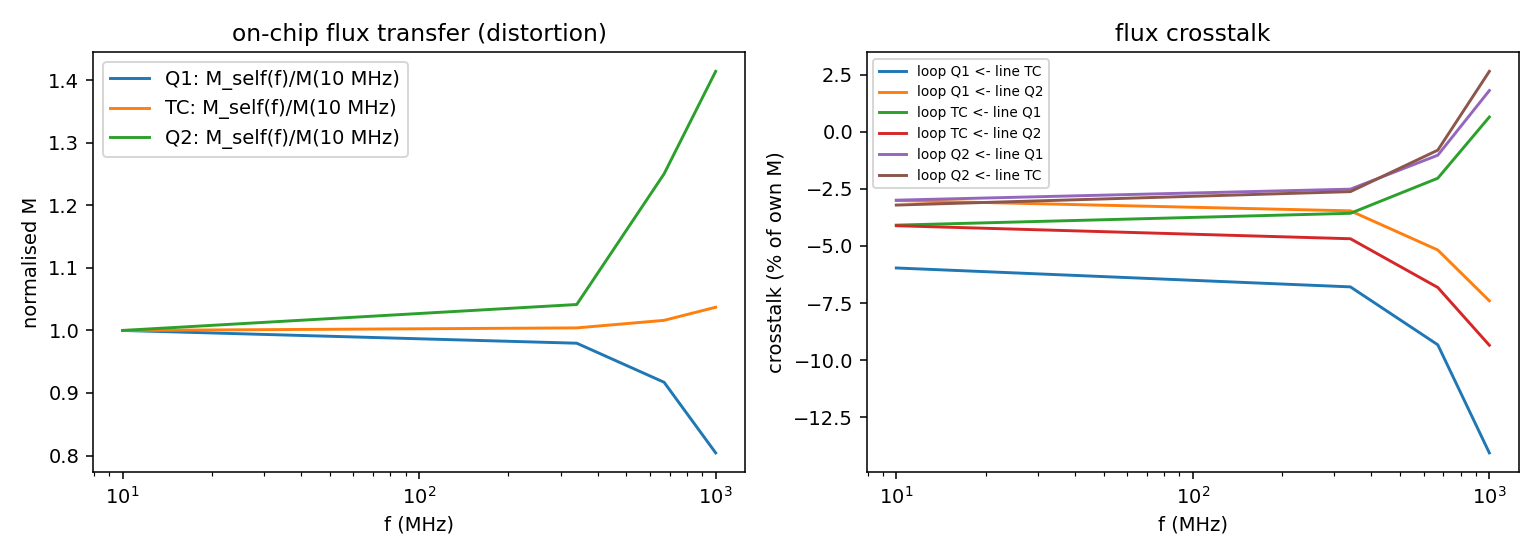 on-chip flux transfer (distortion)
normalised M
1.4
1.3
1.2
1.1
1.0
0.9
0.8
Q1: M_self(f)/M(10 MHz)
TC: M_self(f)/M(10 MHz)
Q2: M_self(f)/M(10 MHz)
10¹
10²
10³
f (MHz)
flux crosstalk
crosstalk (% of own M)
2.5
0.0
−2.5
−5.0
−7.5
−10.0
−12.5
loop Q1 <- line TC
loop Q1 <- line Q2
loop TC <- line Q1
loop TC <- line Q2
loop Q2 <- line Q1
loop Q2 <- line TC
10¹
10²
10³
f (MHz)